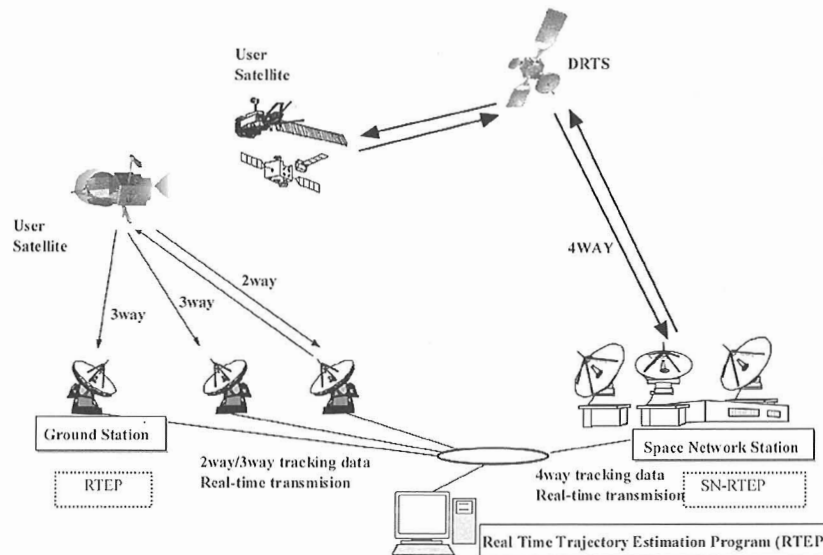 User
Satellite
DRTS
User
Satellite
4WAY
2way
3way
3way
Ground Station
Space Network Station
2way/3way tracking data
Real-time transmision
4way tracking data
Real-time transmision
RTEP
SN-RTEP
Real Time Trajectory Estimation Program (RTEP